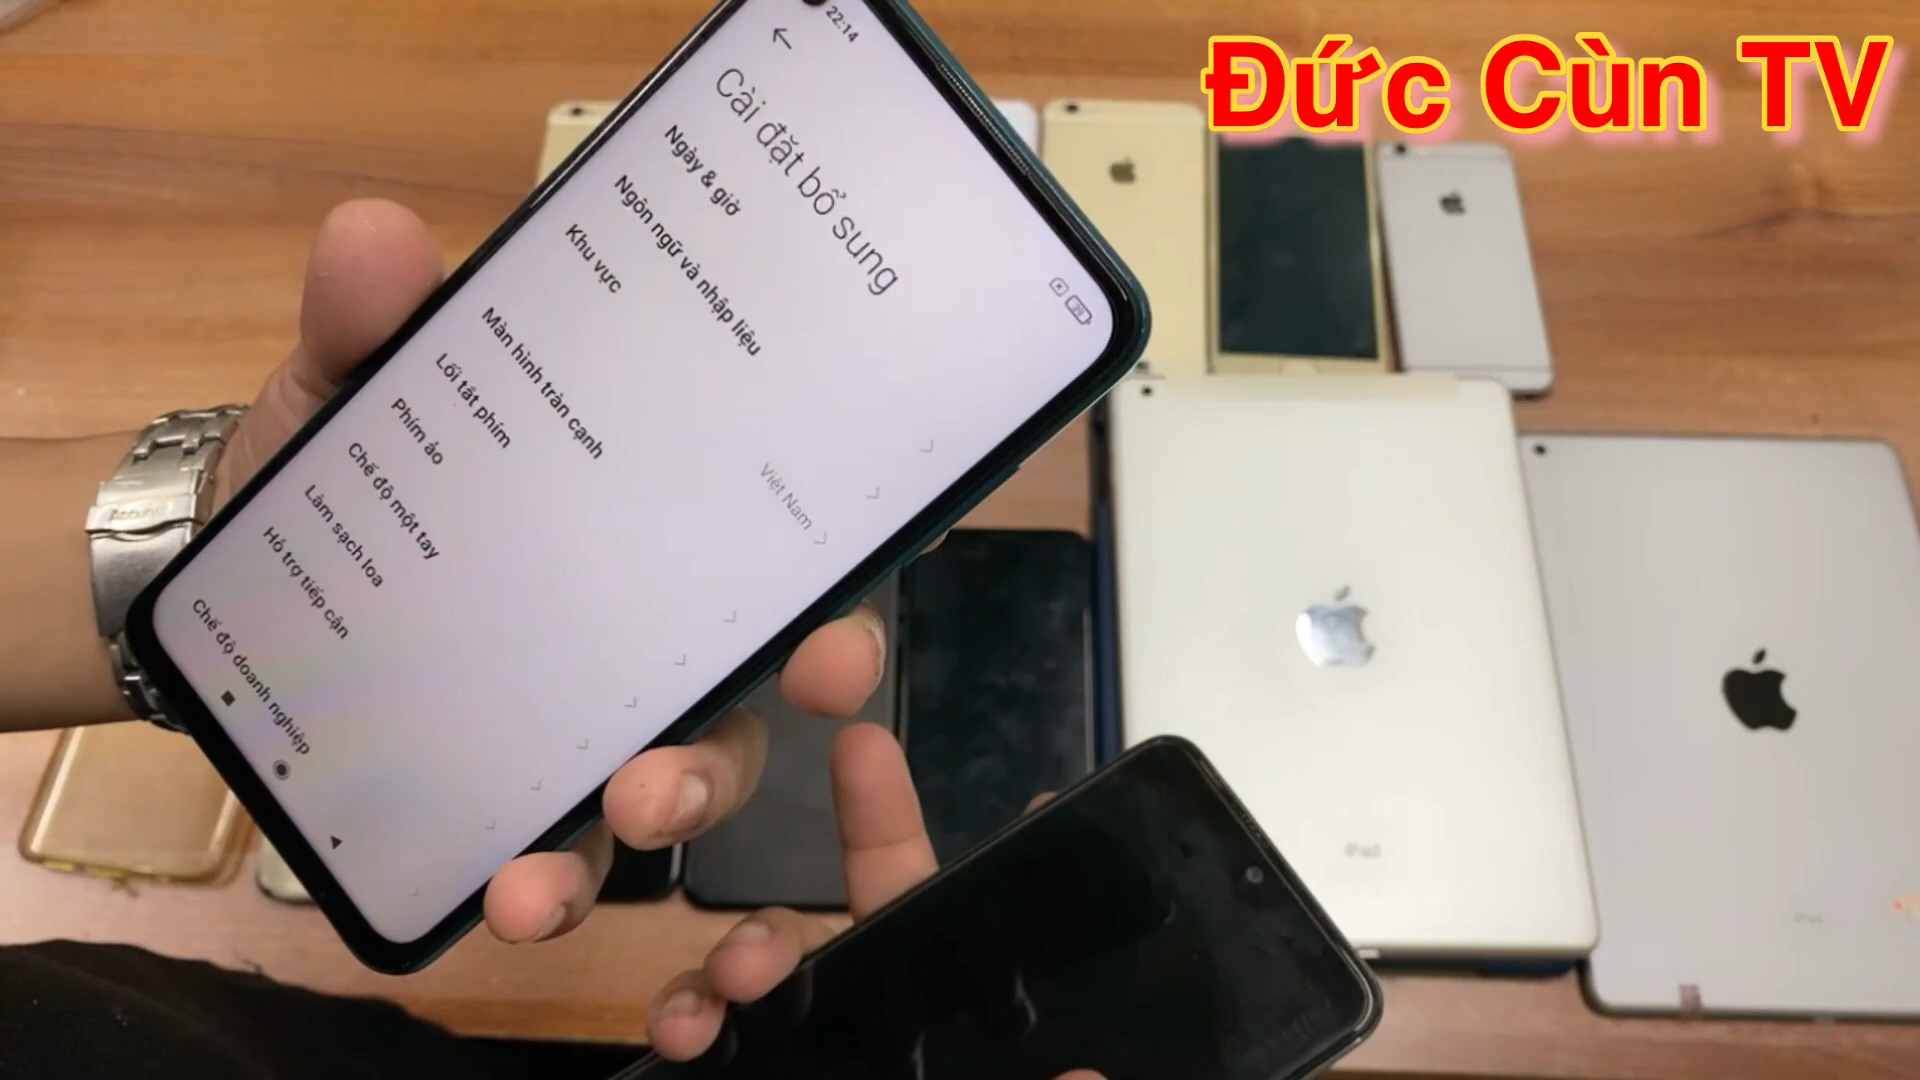 Đức Cùn TV
22:14
Cài đặt bổ sung
Ngày & giờ
Ngôn ngữ và nhập liệu
Khu vực
Việt Nam
Màn hình tràn cạnh
Lối tắt phím
Phím ảo
Chế độ một tay
Làm sạch loa
Hỗ trợ tiếp cận
Chế độ doanh nghiệp
iPad